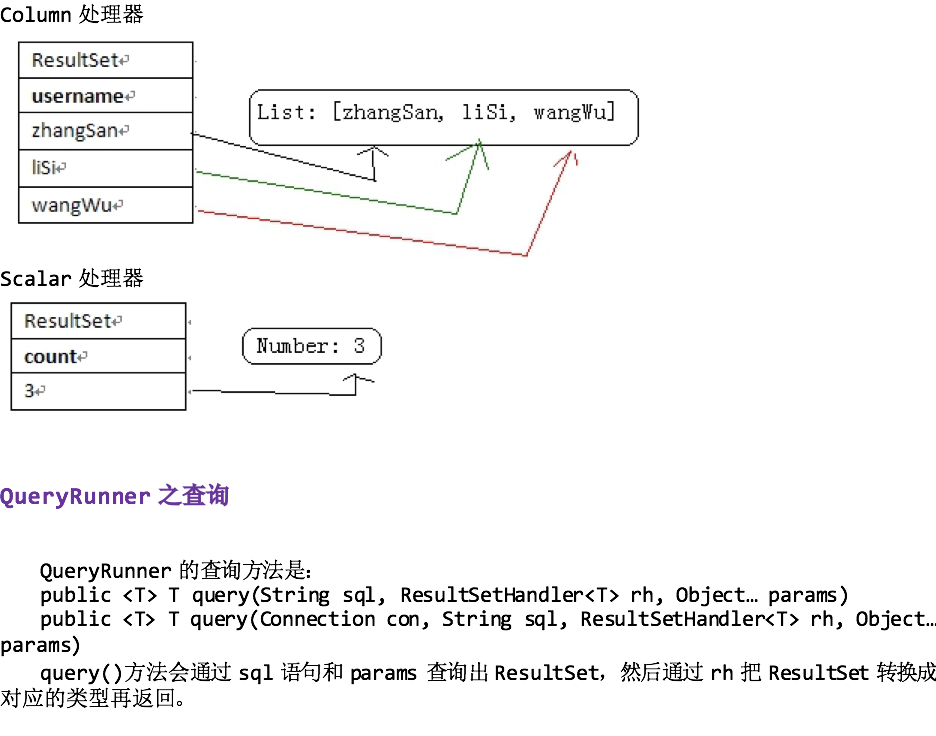 Column 处理器
ResultSet↵
username↵
zhangSan↵
liSi↵
wangWu↵
List: [zhangSan, liSi, wangWu]
Scalar 处理器
ResultSet↵
count↵
3↵
Number: 3
QueryRunner 之查询
QueryRunner 的查询方法是：
public <T> T query(String sql, ResultSetHandler<T> rh, Object… params)
public <T> T query(Connection con, String sql, ResultSetHandler<T> rh, Object…
params)
query()方法会通过 sql 语句和 params 查询出 ResultSet，然后通过 rh 把 ResultSet 转换成
对应的类型再返回。